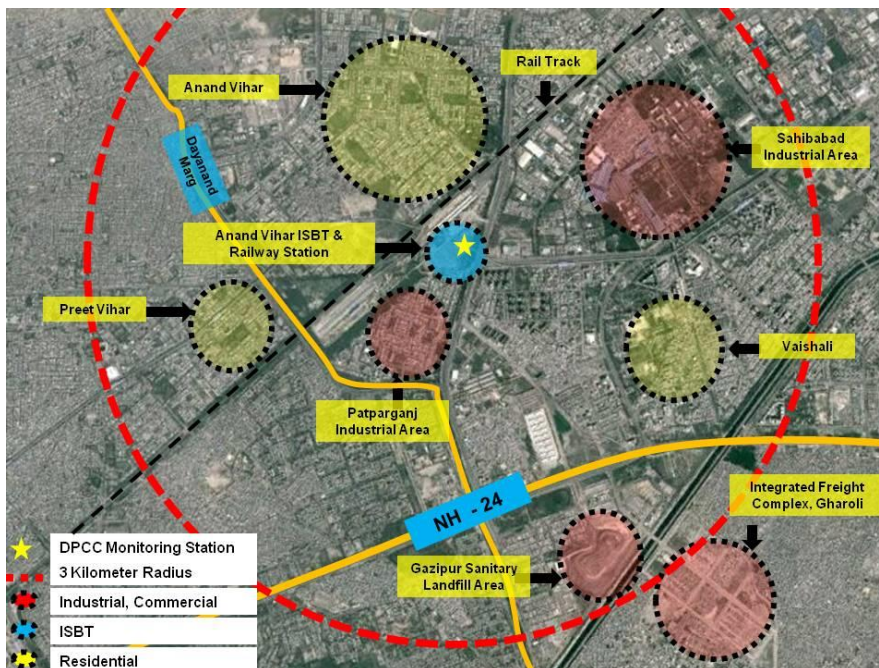 Anand Vihar
Rail Track
Sahibabad
Industrial Area
Dayanand
Marg
Anand Vihar ISBT &
Railway Station
Preet Vihar
Vaishali
Patparganj
Industrial Area
Integrated Freight
Complex, Gharoli
NH - 24
Gazipur Sanitary
Landfill Area
DPCC Monitoring Station
3 Kilometer Radius
Industrial, Commercial
ISBT
Residential